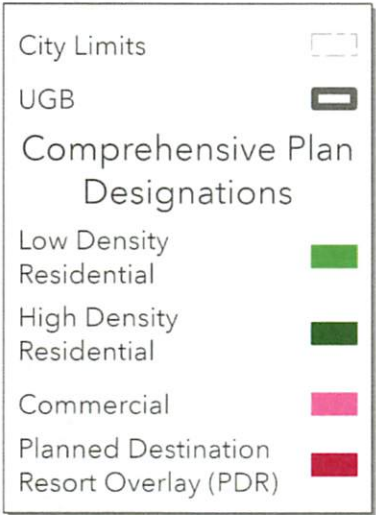 City Limits
UGB
Comprehensive Plan
Designations
Low Density
Residential
High Density
Residential
Commercial
Planned Destination
Resort Overlay (PDR)